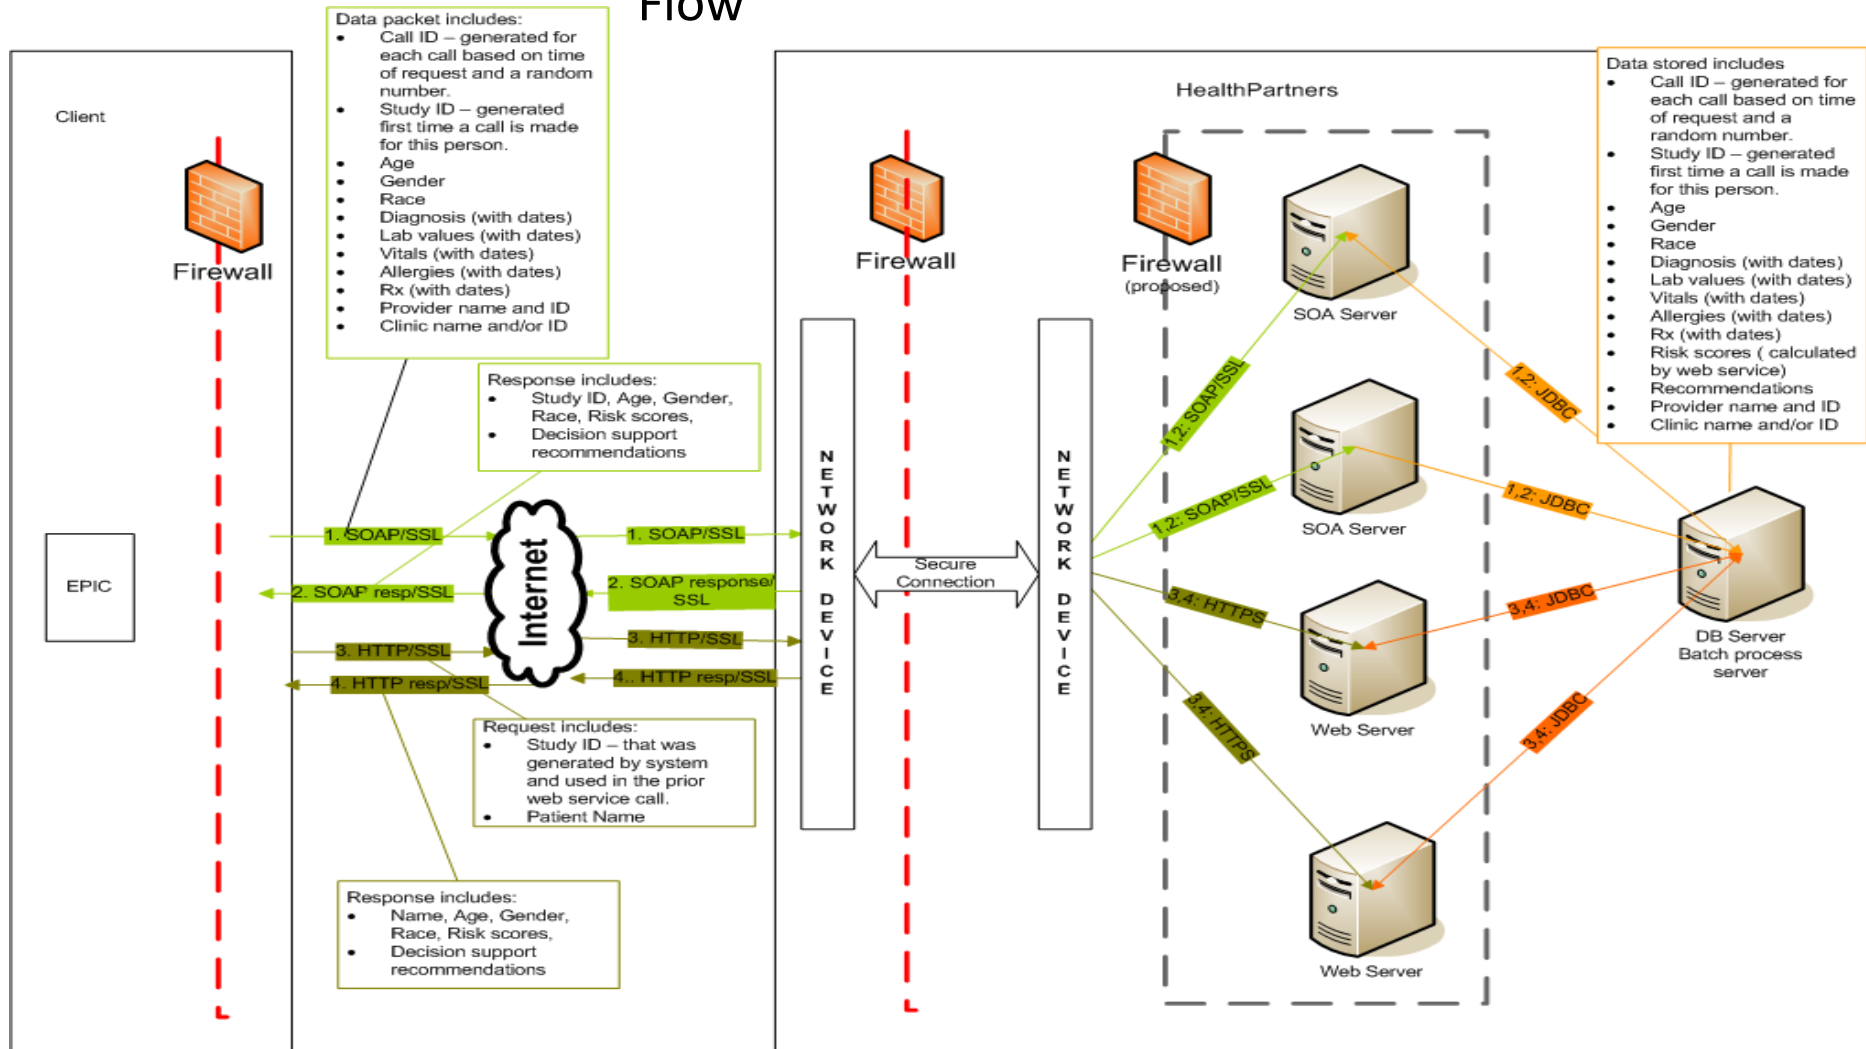 Flow
Data packet includes:
• Call ID – generated for
each call based on time
of request and a random
number.
• Study ID – generated
first time a call is made
for this person.
• Age
• Gender
• Race
• Diagnosis (with dates)
• Lab values (with dates)
• Vitals (with dates)
• Allergies (with dates)
• Rx (with dates)
• Provider name and ID
• Clinic name and/or ID
Client
Firewall
EPIC
Response includes:
• Study ID, Age, Gender,
Race, Risk scores,
• Decision support
recommendations
1. SOAP/SSL
2. SOAP resp/SSL
3. HTTP/SSL
4. HTTP resp/SSL
Internet
1. SOAP/SSL
2. SOAP response/
SSL
3. HTTP/SSL
4.. HTTP resp/SSL
Request includes:
• Study ID – that was
generated by system
and used in the prior
web service call.
• Patient Name
Response includes:
• Name, Age, Gender,
Race, Risk scores,
• Decision support
recommendations
HealthPartners
NETWORK DEVICE
Firewall
Secure
Connection
NETWORK DEVICE
Firewall
(proposed)
1,2: SOAP/SSL
1,2: SOAP/SSL
3,4: HTTPS
3,4: HTTPS
SOA Server
SOA Server
Web Server
Web Server
1,2: JDBC
1,2: JDBC
3,4: JDBC
3,4: JDBC
Data stored includes
• Call ID – generated for
each call based on time
of request and a
random number.
• Study ID – generated
first time a call is made
for this person.
• Age
• Gender
• Race
• Diagnosis (with dates)
• Lab values (with dates)
• Vitals (with dates)
• Allergies (with dates)
• Rx (with dates)
• Risk scores ( calculated
by web service)
• Recommendations
• Provider name and ID
• Clinic name and/or ID
DB Server
Batch process
server